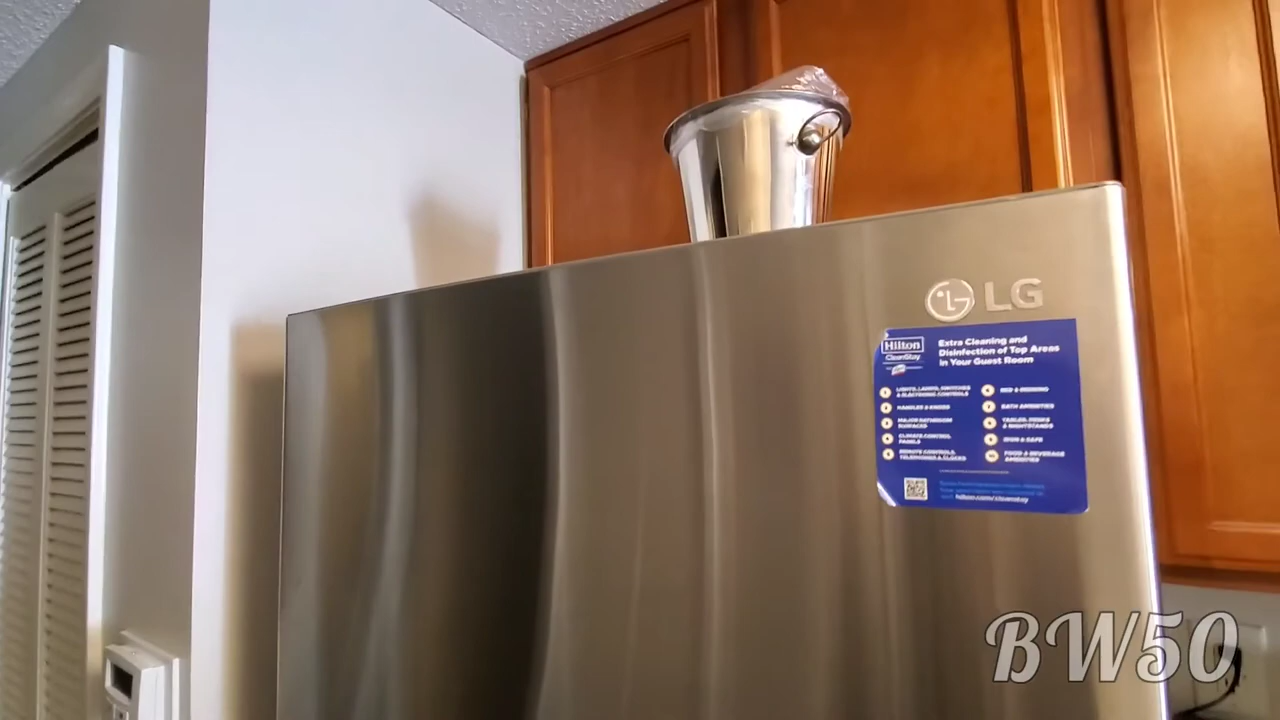 LG
Hilton
CleanStay
Extra Cleaning and
Disinfection of Top Areas
in Your Guest Room
LIGHTS, LAMPS, SWITCHES
& ELECTRONIC CONTROLS
HANDLES & KNOBS
MAJOR BATHROOM
SURFACES
CLIMATE CONTROL
PANELS
REMOTE CONTROLS,
TELEPHONES & CLOCKS
BED & BEDDING
BATH AMENITIES
TABLES, DESKS
& NIGHTSTANDS
IRON & SAFE
FOOD & BEVERAGE
AMENITIES
hilton.com/cleanstay
BW50